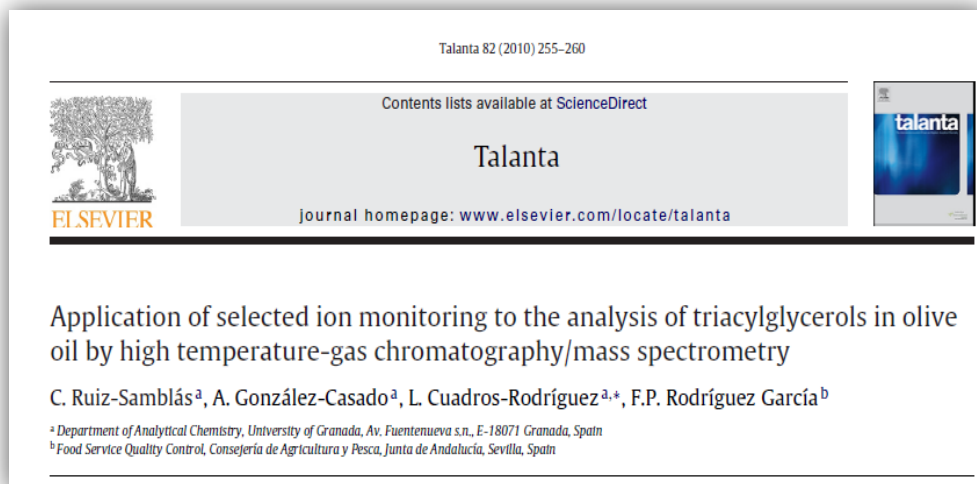 Talanta 82 (2010) 255–260
Contents lists available at ScienceDirect
Talanta
journal homepage: www.elsevier.com/locate/talanta
ELSEVIER
talanta
Application of selected ion monitoring to the analysis of triacylglycerols in olive
oil by high temperature-gas chromatography/mass spectrometry
C. Ruiz-Samblás a, A. González-Casado a, L. Cuadros-Rodríguez a,*, F.P. Rodríguez García b
a Department of Analytical Chemistry, University of Granada, Av. Fuentenueva s.n., E-18071 Granada, Spain
b Food Service Quality Control, Consejería de Agricultura y Pesca, Junta de Andalucía, Sevilla, Spain